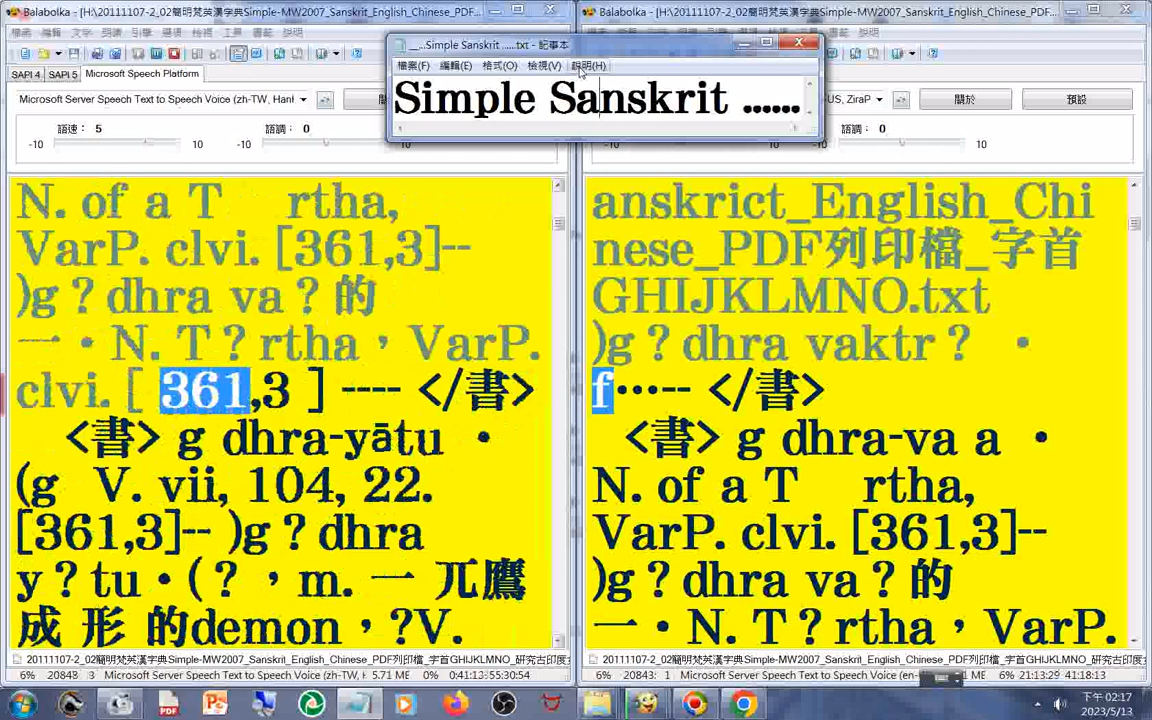 Balabolka - [H:\20111107-2_02簡明梵英漢字典Simple-MW2007_Sanskrit_English_Chinese_PDF...
Balabolka - [H:\20111107-2_02簡明梵英漢字典Simple-MW2007_Sanskrit_English_Chinese_PDF...
__...Simple Sanskrit ......txt - 記事本
檔案(F) 編輯(E) 格式(O) 檢視(V) 說明(H)
Simple Sanskrit ......
SAPI 4 SAPI 5 Microsoft Speech Platform
Microsoft Server Speech Text to Speech Voice (zh-TW, Han
US, ZiraP
關於 預設
語速： 5 語調： 0
-10 10 -10
語調： 0
10
N. of a T rtha,
VarP. clvi. [361,3]--
)g？dhra va？的
一‧N. T？rtha，VarP.
clvi. [ 361,3 ] ---- </書>
<書> g dhra-yātu ‧
(g V. vii, 104, 22.
[361,3]-- )g？dhra
y？tu‧(？，m. 一 兀鷹
成 形 的demon，?V.
anskrict_English_Chi
nese_PDF列印檔_字首
GHIJKLMNO.txt
)g？dhra vaktr？ ‧
f…-- </書>
<書> g dhra-va a ‧
N. of a T rtha,
VarP. clvi. [361,3]--
)g？dhra va？的
一‧N. T？rtha，VarP.
20111107-2_02簡明梵英漢字典Simple-MW2007_Sanskrit_English_Chinese_PDF列印檔_字首GHIJKLMNO_研究古印度
20111107-2_02簡明梵英漢字典Simple-MW2007_Sanskrit_English_Chinese_PDF列印檔_字首GHIJKLMNO_研究古印度
6% 20843 3 Microsoft Server Speech Text to Speech Voice (zh-TW, H 5.71 ME 0% 0:41:13
6% 20843: 1 Microsoft Server Speech Text to Speech Voice 6% 21:13:29 41:18:13
下午 02:17
2023/5/13